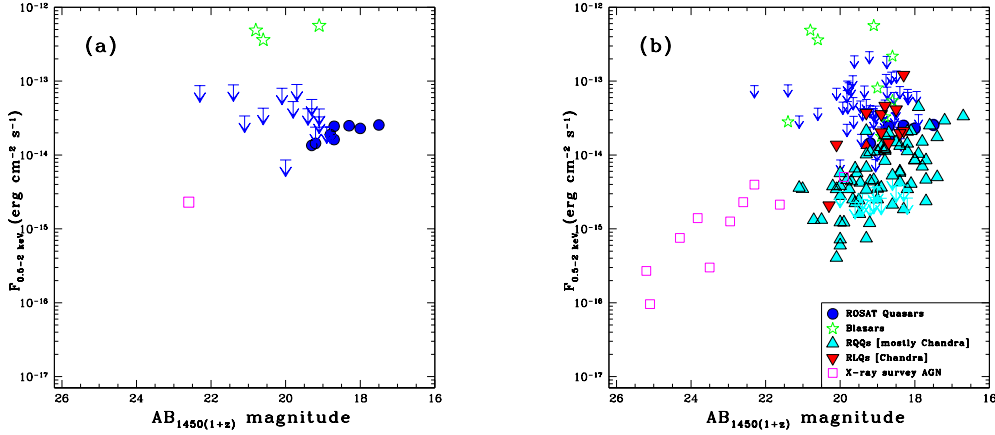 (a)
10⁻¹²
10⁻¹³
10⁻¹⁴
10⁻¹⁵
10⁻¹⁶
10⁻¹⁷
F₀.₅₋₂ ₖₑᵥ (erg cm⁻² s⁻¹)
26 24 22 20 18 16
AB₁₄₅₀₍₁₊z₎ magnitude
(b)
10⁻¹²
10⁻¹³
10⁻¹⁴
10⁻¹⁵
10⁻¹⁶
10⁻¹⁷
F₀.₅₋₂ ₖₑᵥ (erg cm⁻² s⁻¹)
ROSAT Quasars
Blazars
RQQs [mostly Chandra]
RLQs [Chandra]
X-ray survey AGN
26 24 22 20 18 16
AB₁₄₅₀₍₁₊z₎ magnitude